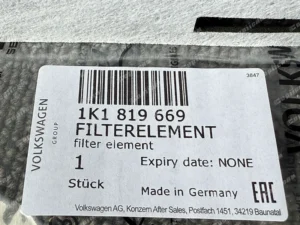 3847
VOLKSWAGEN
GROUP
1K1 819 669
FILTERELEMENT
filter element
1
Expiry date: NONE
Stück
Made in Germany
EAC
Volkswagen AG, Konzern After Sales, Postfach 1451, 34219 Baunatal